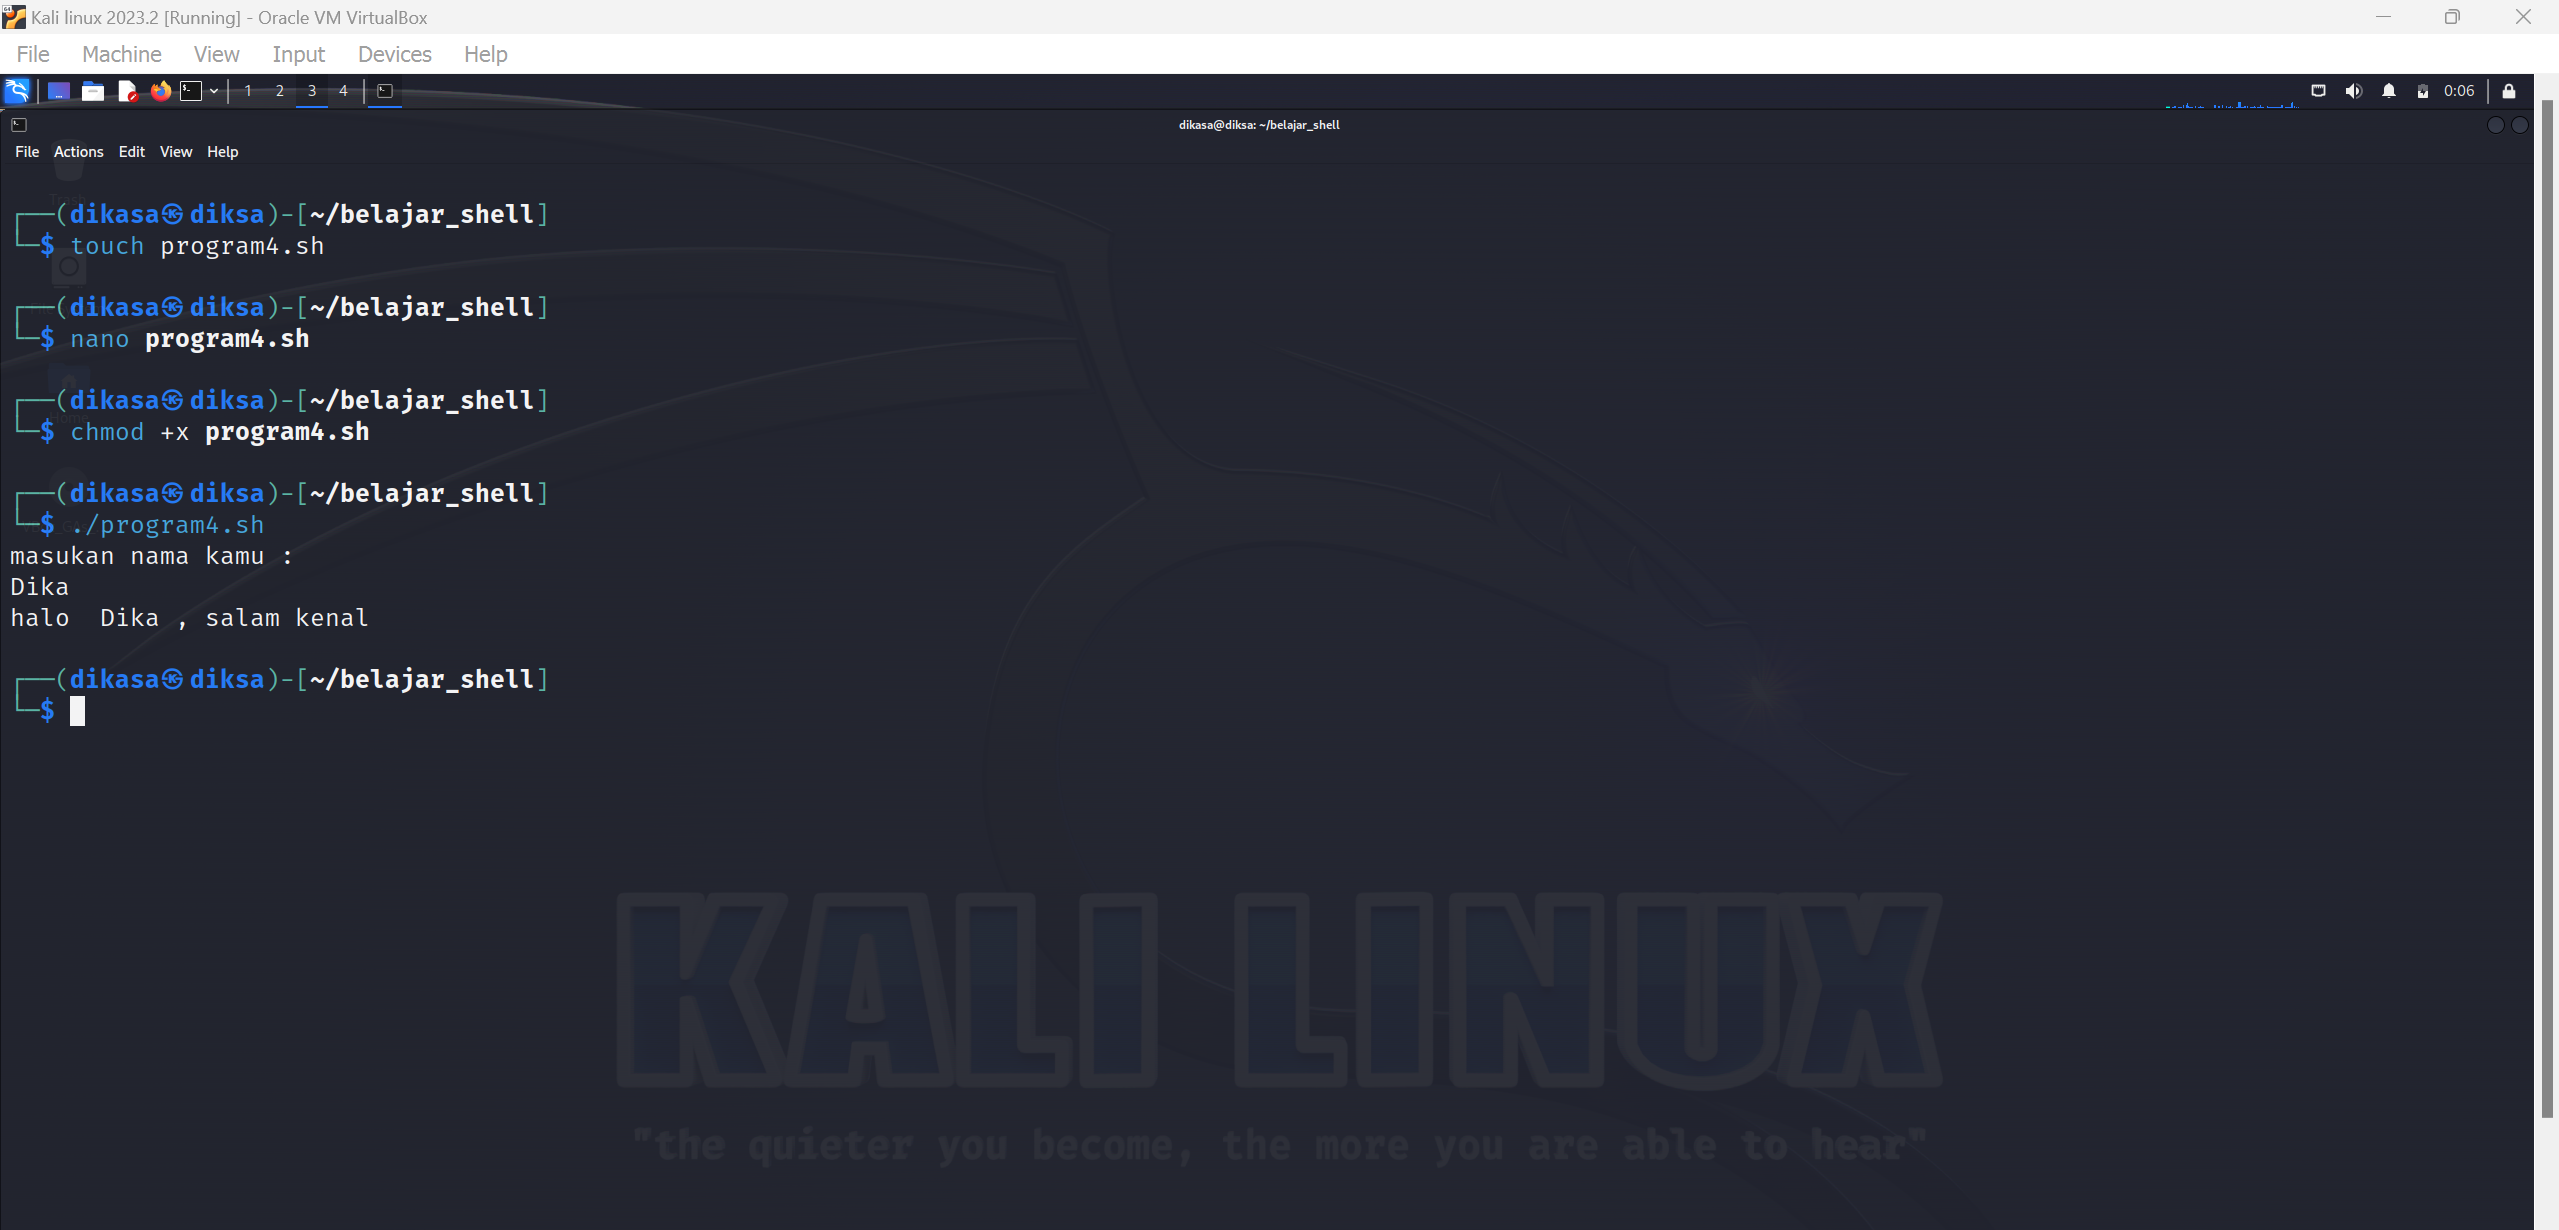 Kali linux 2023.2 [Running] - Oracle VM VirtualBox
File Machine View Input Devices Help
1 2 3 4 0:06
dikasa@diksa: ~/belajar_shell
File Actions Edit View Help
┌──(dikasa㉿diksa)-[~/belajar_shell]
└─$ touch program4.sh
┌──(dikasa㉿diksa)-[~/belajar_shell]
└─$ nano program4.sh
┌──(dikasa㉿diksa)-[~/belajar_shell]
└─$ chmod +x program4.sh
┌──(dikasa㉿diksa)-[~/belajar_shell]
└─$ ./program4.sh
masukan nama kamu :
Dika
halo  Dika , salam kenal
┌──(dikasa㉿diksa)-[~/belajar_shell]
└─$
KALI LINUX
"the quieter you become, the more you are able to hear"